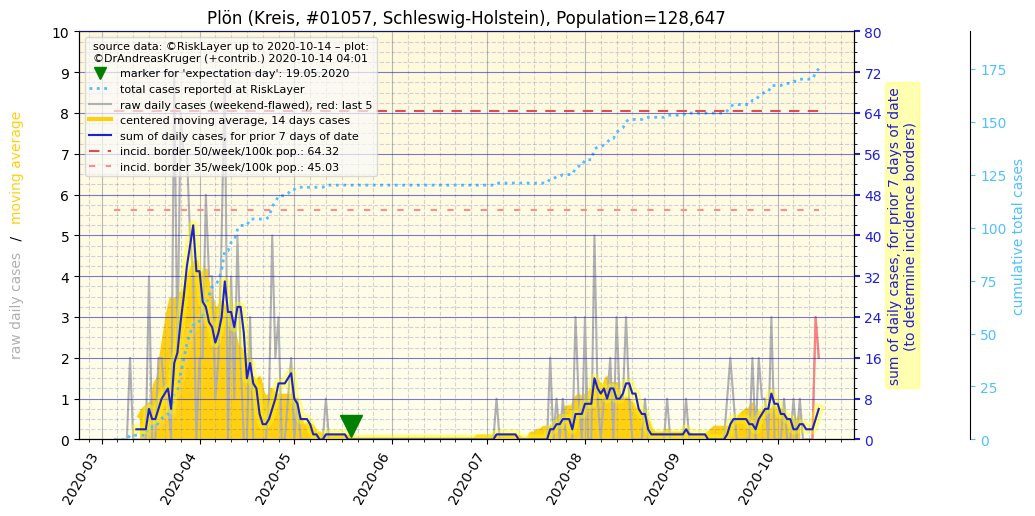 Plön (Kreis, #01057, Schleswig-Holstein), Population=128,647
source data: ©RiskLayer up to 2020-10-14 – plot:
©DrAndreasKruger (+contrib.) 2020-10-14 04:01
marker for 'expectation day': 19.05.2020
total cases reported at RiskLayer
raw daily cases (weekend-flawed), red: last 5
centered moving average, 14 days cases
sum of daily cases, for prior 7 days of date
incid. border 50/week/100k pop.: 64.32
incid. border 35/week/100k pop.: 45.03
raw daily cases / moving average
10
9
8
7
6
5
4
3
2
1
0
2020-03
2020-04
2020-05
2020-06
2020-07
2020-08
2020-09
2020-10
80
72
64
56
48
40
32
24
16
8
0
sum of daily cases, for prior 7 days of date
(to determine incidence borders)
175
150
125
100
75
50
25
0
cumulative total cases